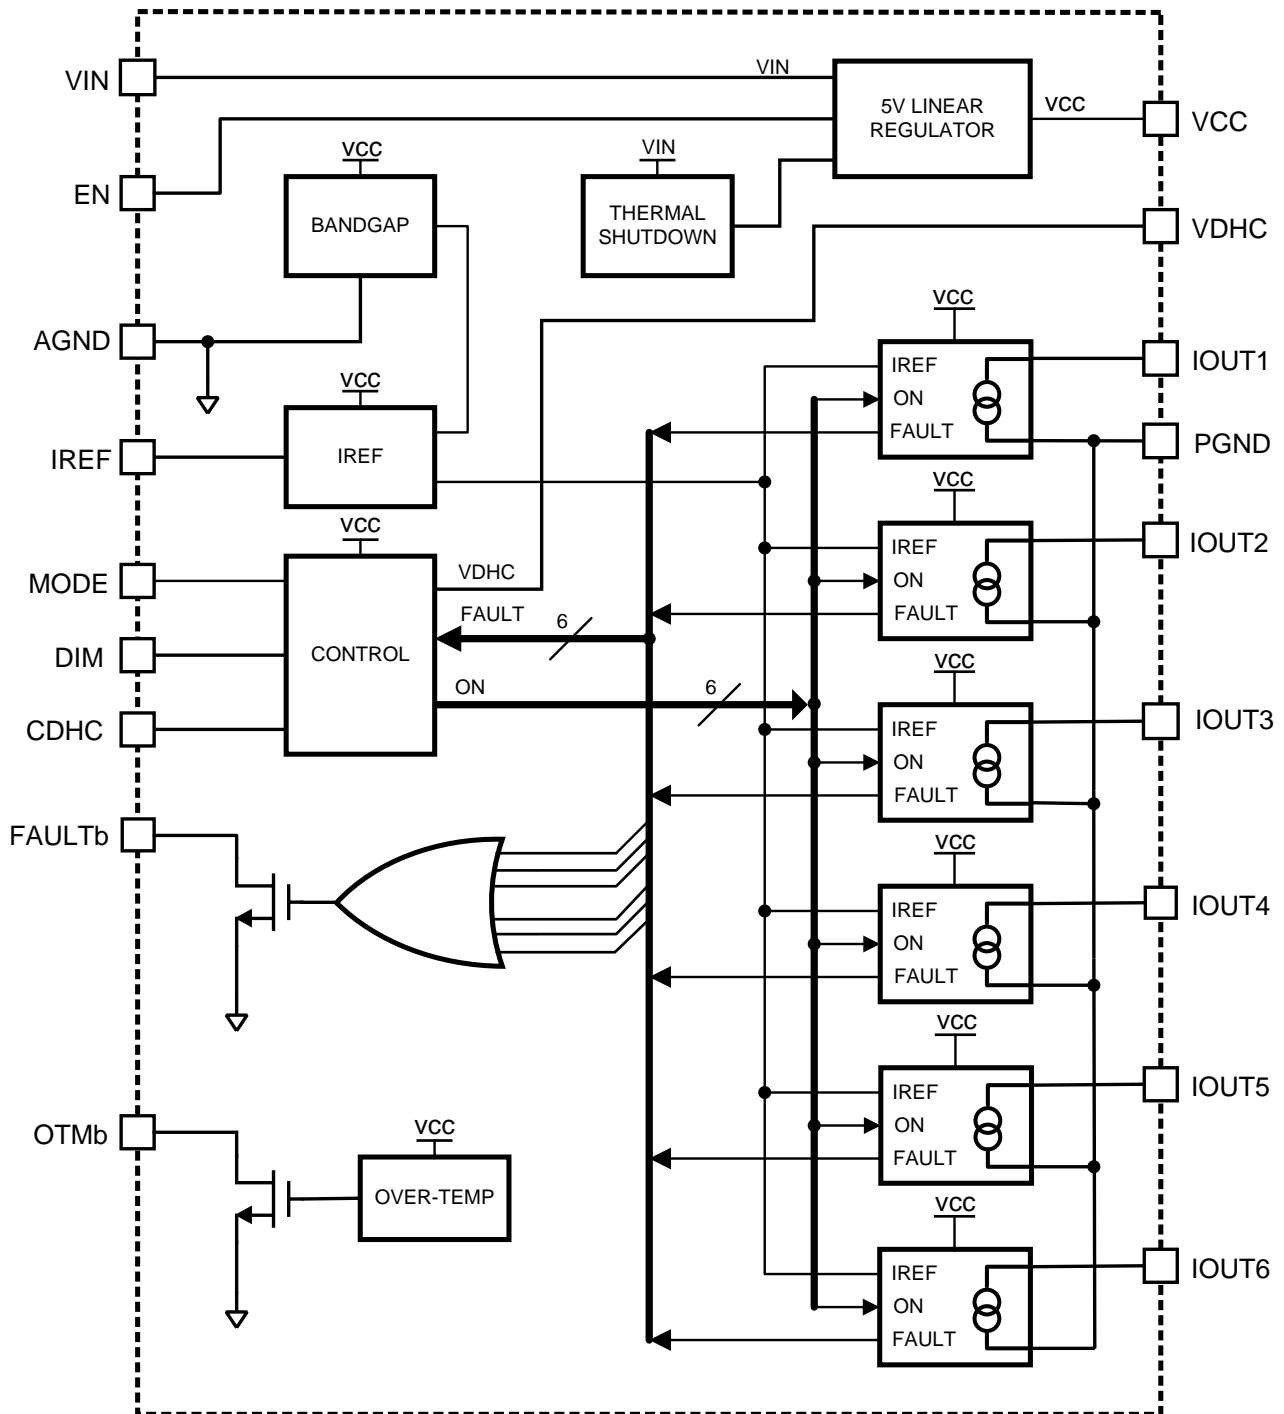 VIN
VIN
5V LINEAR
REGULATOR
VCC
VCC
EN
VCC
BANDGAP
VIN
THERMAL
SHUTDOWN
VDHC
AGND
VCC
IREF
IREF
VCC
IREF
ON
FAULT
IOUT1
PGND
MODE
DIM
CDHC
VCC
CONTROL
VDHC
FAULT
6
ON
6
VCC
IREF
ON
FAULT
IOUT2
VCC
IREF
ON
FAULT
IOUT3
FAULTb
VCC
IREF
ON
FAULT
IOUT4
VCC
IREF
ON
FAULT
IOUT5
OTMb
VCC
OVER-TEMP
VCC
IREF
ON
FAULT
IOUT6